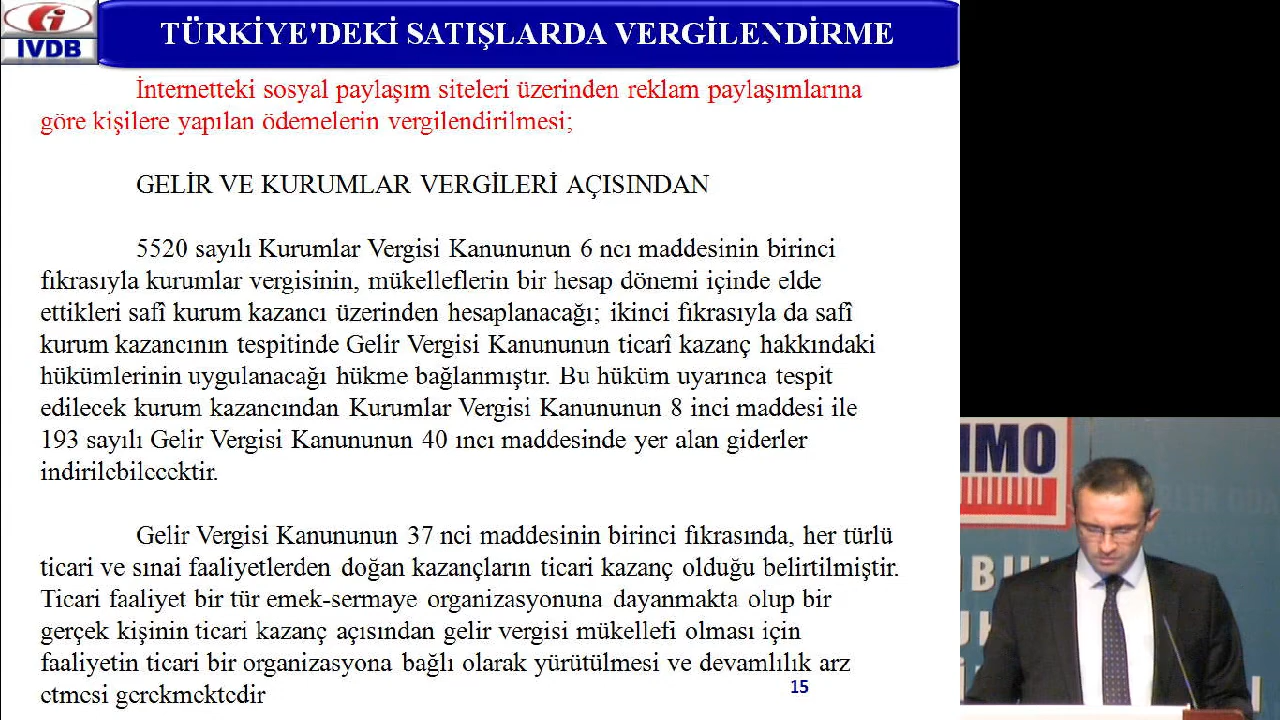 IVDB
TÜRKİYE'DEKİ SATIŞLARDA VERGİLENDİRME
İnternetteki sosyal paylaşım siteleri üzerinden reklam paylaşımlarına
göre kişilere yapılan ödemelerin vergilendirilmesi;
GELİR VE KURUMLAR VERGİLERİ AÇISINDAN
5520 sayılı Kurumlar Vergisi Kanununun 6 ncı maddesinin birinci
fıkrasıyla kurumlar vergisinin, mükelleflerin bir hesap dönemi içinde elde
ettikleri safî kurum kazancı üzerinden hesaplanacağı; ikinci fıkrasıyla da safî
kurum kazancının tespitinde Gelir Vergisi Kanununun ticarî kazanç hakkındaki
hükümlerinin uygulanacağı hükme bağlanmıştır. Bu hüküm uyarınca tespit
edilecek kurum kazancından Kurumlar Vergisi Kanununun 8 inci maddesi ile
193 sayılı Gelir Vergisi Kanununun 40 ıncı maddesinde yer alan giderler
indirilebilecektir.
Gelir Vergisi Kanununun 37 nci maddesinin birinci fıkrasında, her türlü
ticari ve sınai faaliyetlerden doğan kazançların ticari kazanç olduğu belirtilmiştir.
Ticari faaliyet bir tür emek-sermaye organizasyonuna dayanmakta olup bir
gerçek kişinin ticari kazanç açısından gelir vergisi mükellefi olması için
faaliyetin ticari bir organizasyona bağlı olarak yürütülmesi ve devamlılık arz
etmesi gerekmektedir
15
MMO